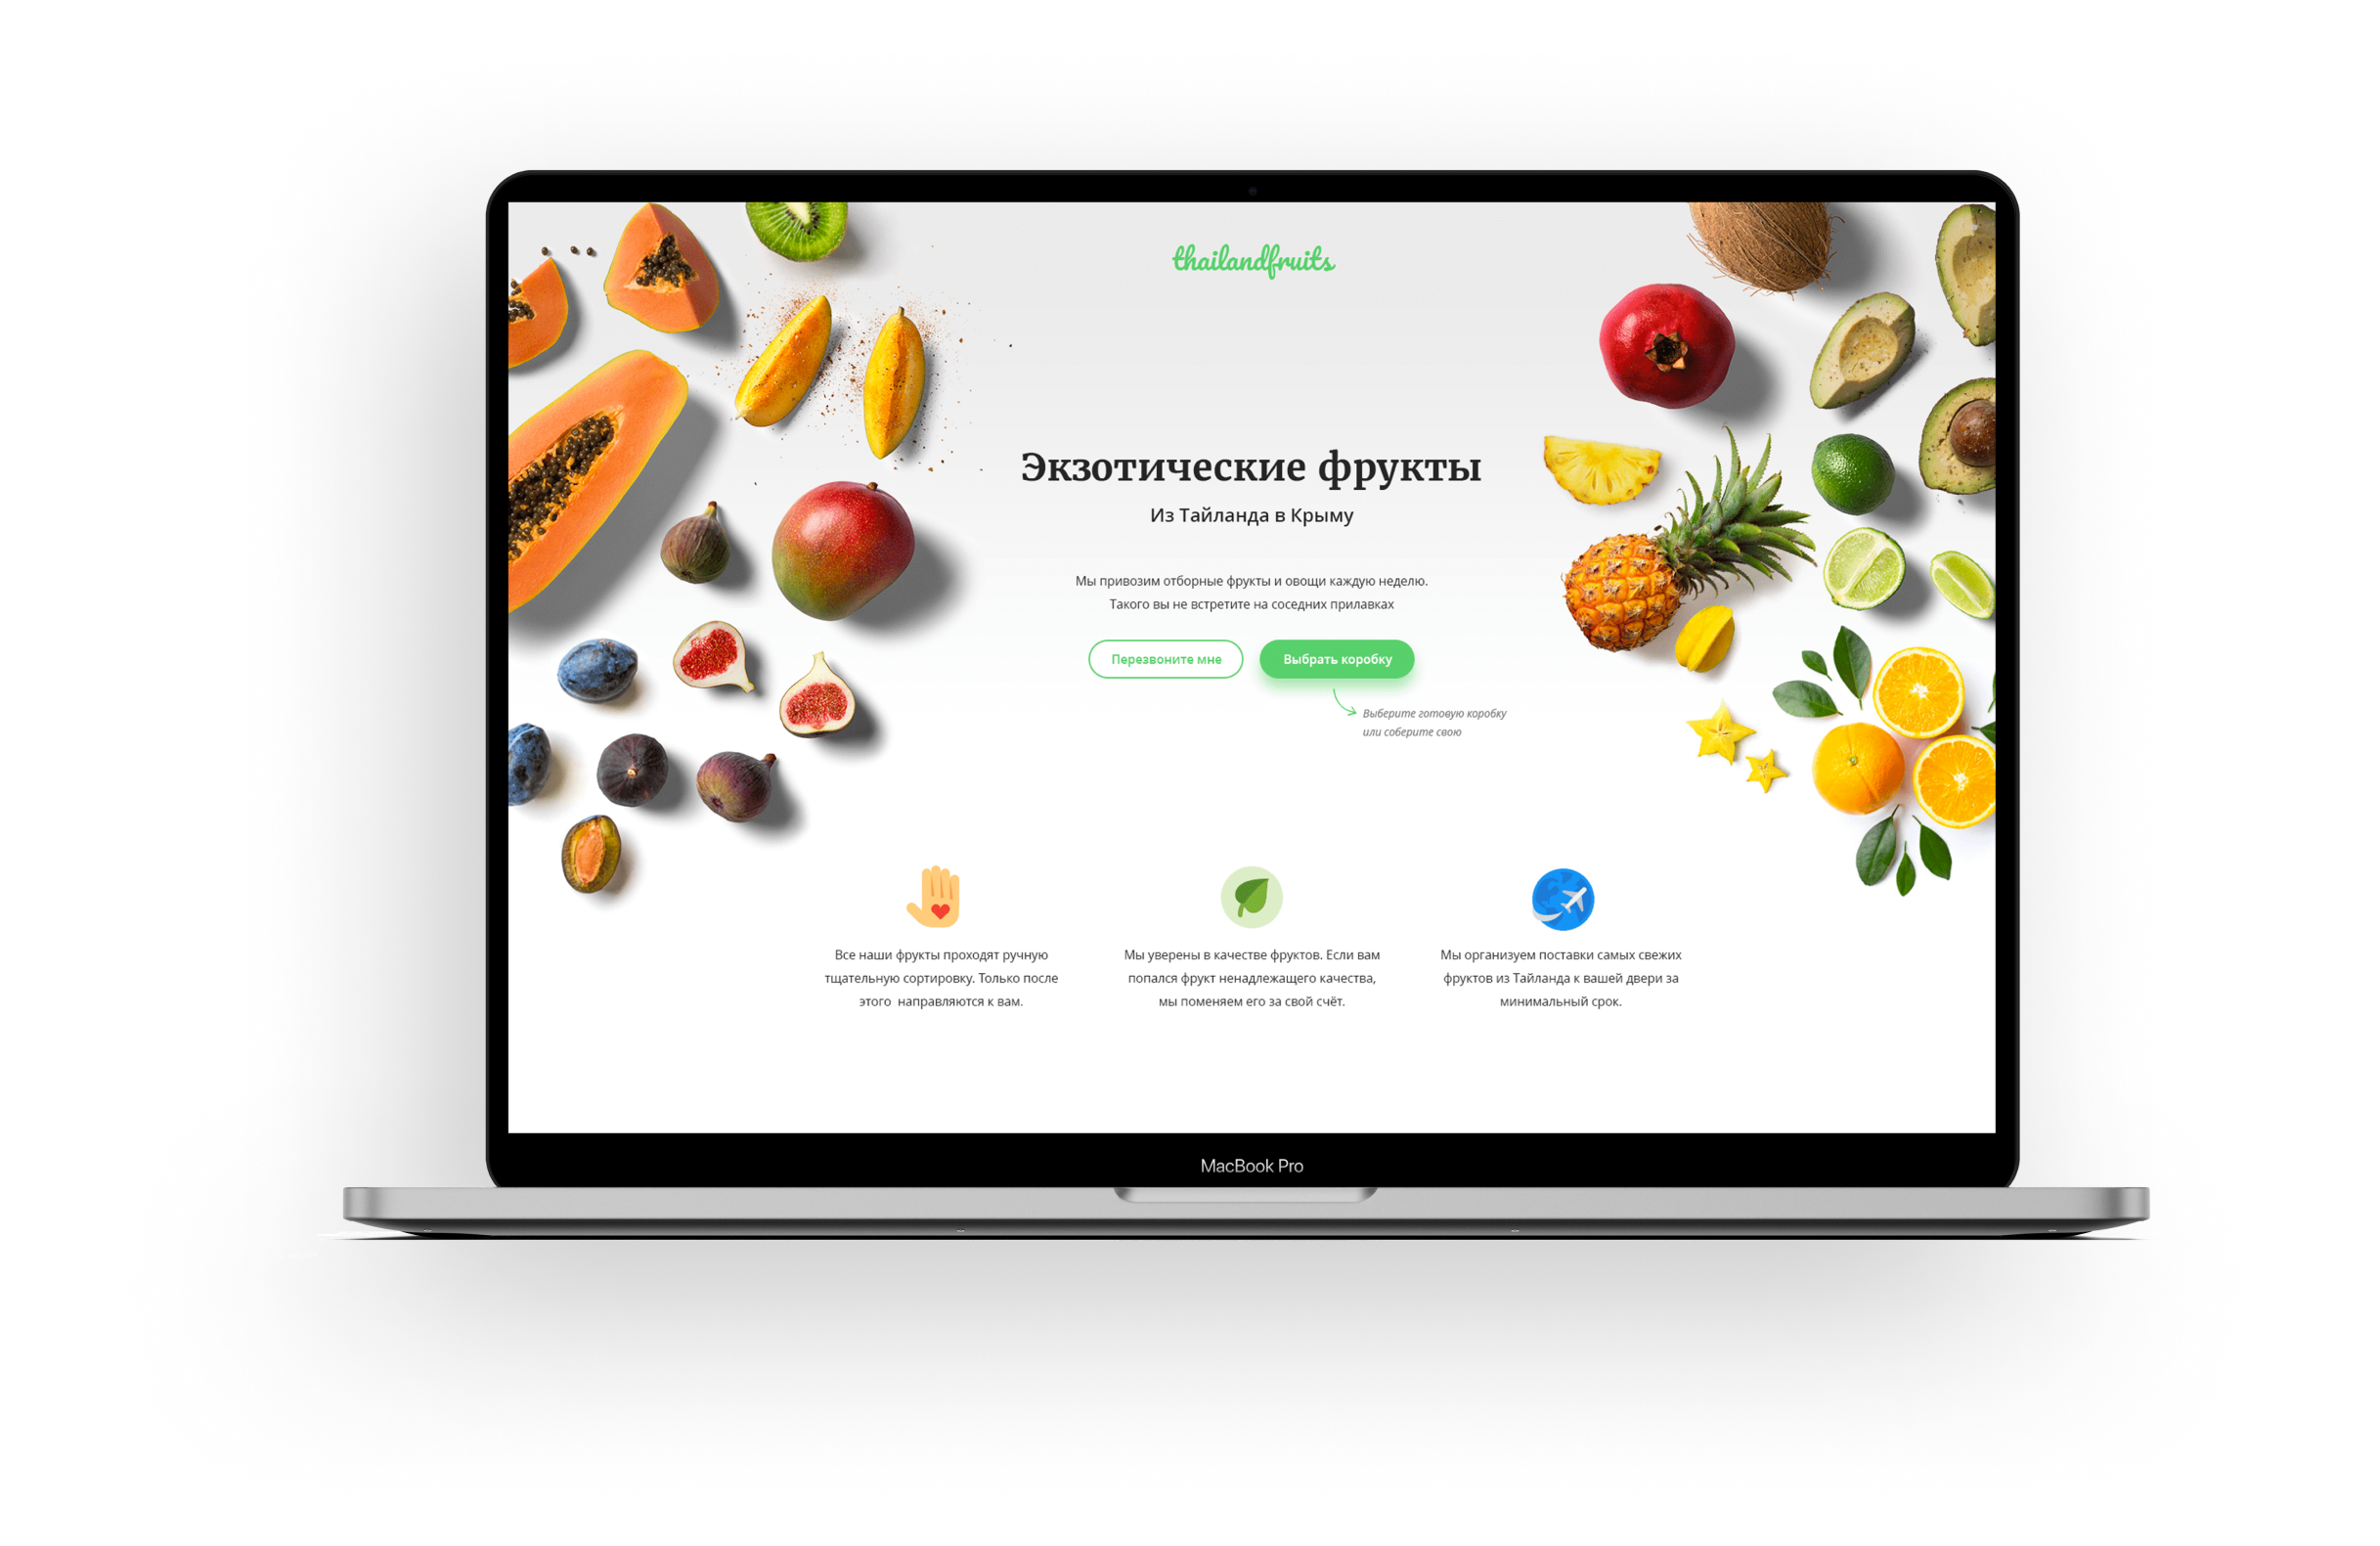 thailandfruits
Экзотические фрукты
Из Тайланда в Крыму
Мы привозим отборные фрукты и овощи каждую неделю.
Такого вы не встретите на соседних прилавках
Перезвоните мне
Выбрать коробку
Выберите готовую коробку
или соберите свою
Все наши фрукты проходят ручную
тщательную сортировку. Только после
этого направляются к вам.
Мы уверены в качестве фруктов. Если вам
попался фрукт ненадлежащего качества,
мы поменяем его за свой счёт.
Мы организуем поставки самых свежих
фруктов из Тайланда к вашей двери за
минимальный срок.
MacBook Pro